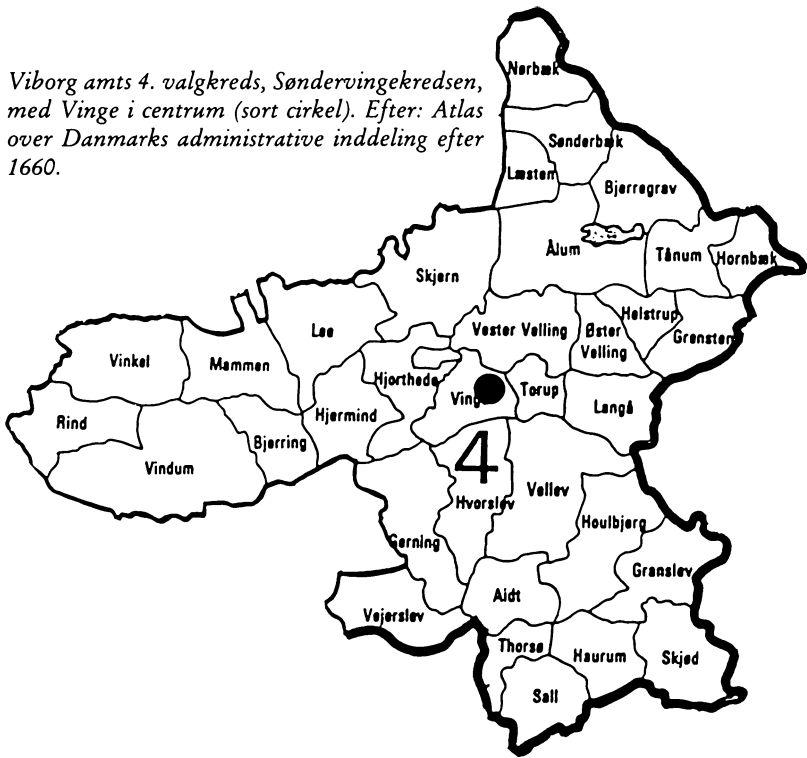 Viborg amts 4. valgkreds, Søndervingekredsen,
med Vinge i centrum (sort cirkel). Efter: Atlas
over Danmarks administrative inddeling efter
1660.
Nørbæk
Sønderbæk
Læsten
Bjerregrav
Ålum
Tånum
Hornbæk
Skjern
Helstrup
Vester Velling
Øster
Velling
Grensten
Lee
Vinkel
Mammen
Hjorthede
Ving
Torup
Langå
Hjermind
Rind
Bjerring
Vindum
4
Hvorslev
Vellev
Houlbjerg
Gerning
Granslev
Aidt
Vejerslev
Thorsø
Haurum
Skjød
Sall